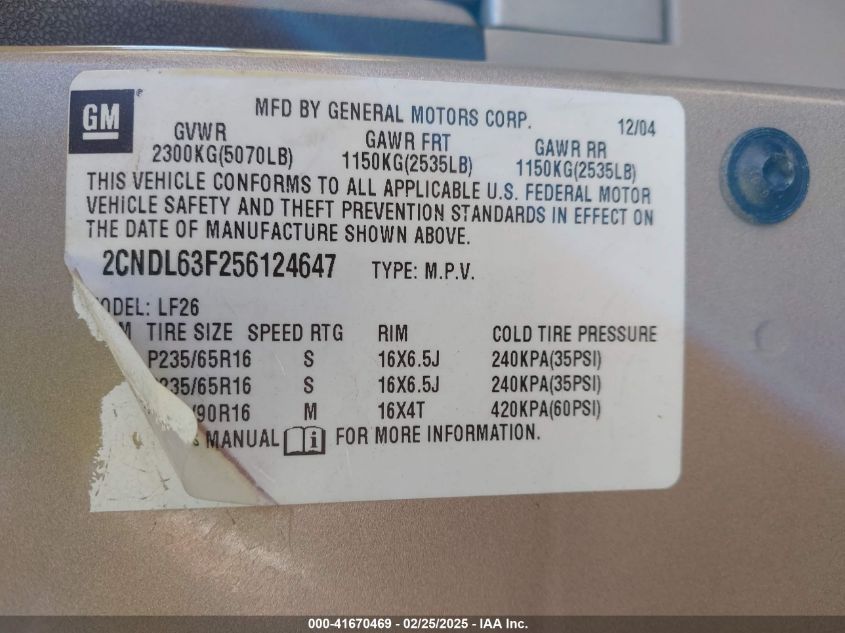 GM ®
MFD BY GENERAL MOTORS CORP. 12/04
GVWR GAWR FRT GAWR RR
2300KG(5070LB) 1150KG(2535LB) 1150KG(2535LB)
THIS VEHICLE CONFORMS TO ALL APPLICABLE U.S. FEDERAL MOTOR
VEHICLE SAFETY AND THEFT PREVENTION STANDARDS IN EFFECT ON
THE DATE OF MANUFACTURE SHOWN ABOVE.
2CNDL63F256124647 TYPE: M.P.V.
ODEL: LF26
M TIRE SIZE SPEED RTG RIM COLD TIRE PRESSURE
P235/65R16 S 16X6.5J 240KPA(35PSI)
235/65R16 S 16X6.5J 240KPA(35PSI)
/90R16 M 16X4T 420KPA(60PSI)
MANUAL i FOR MORE INFORMATION.
000-41670469 - 02/25/2025 - IAA Inc.